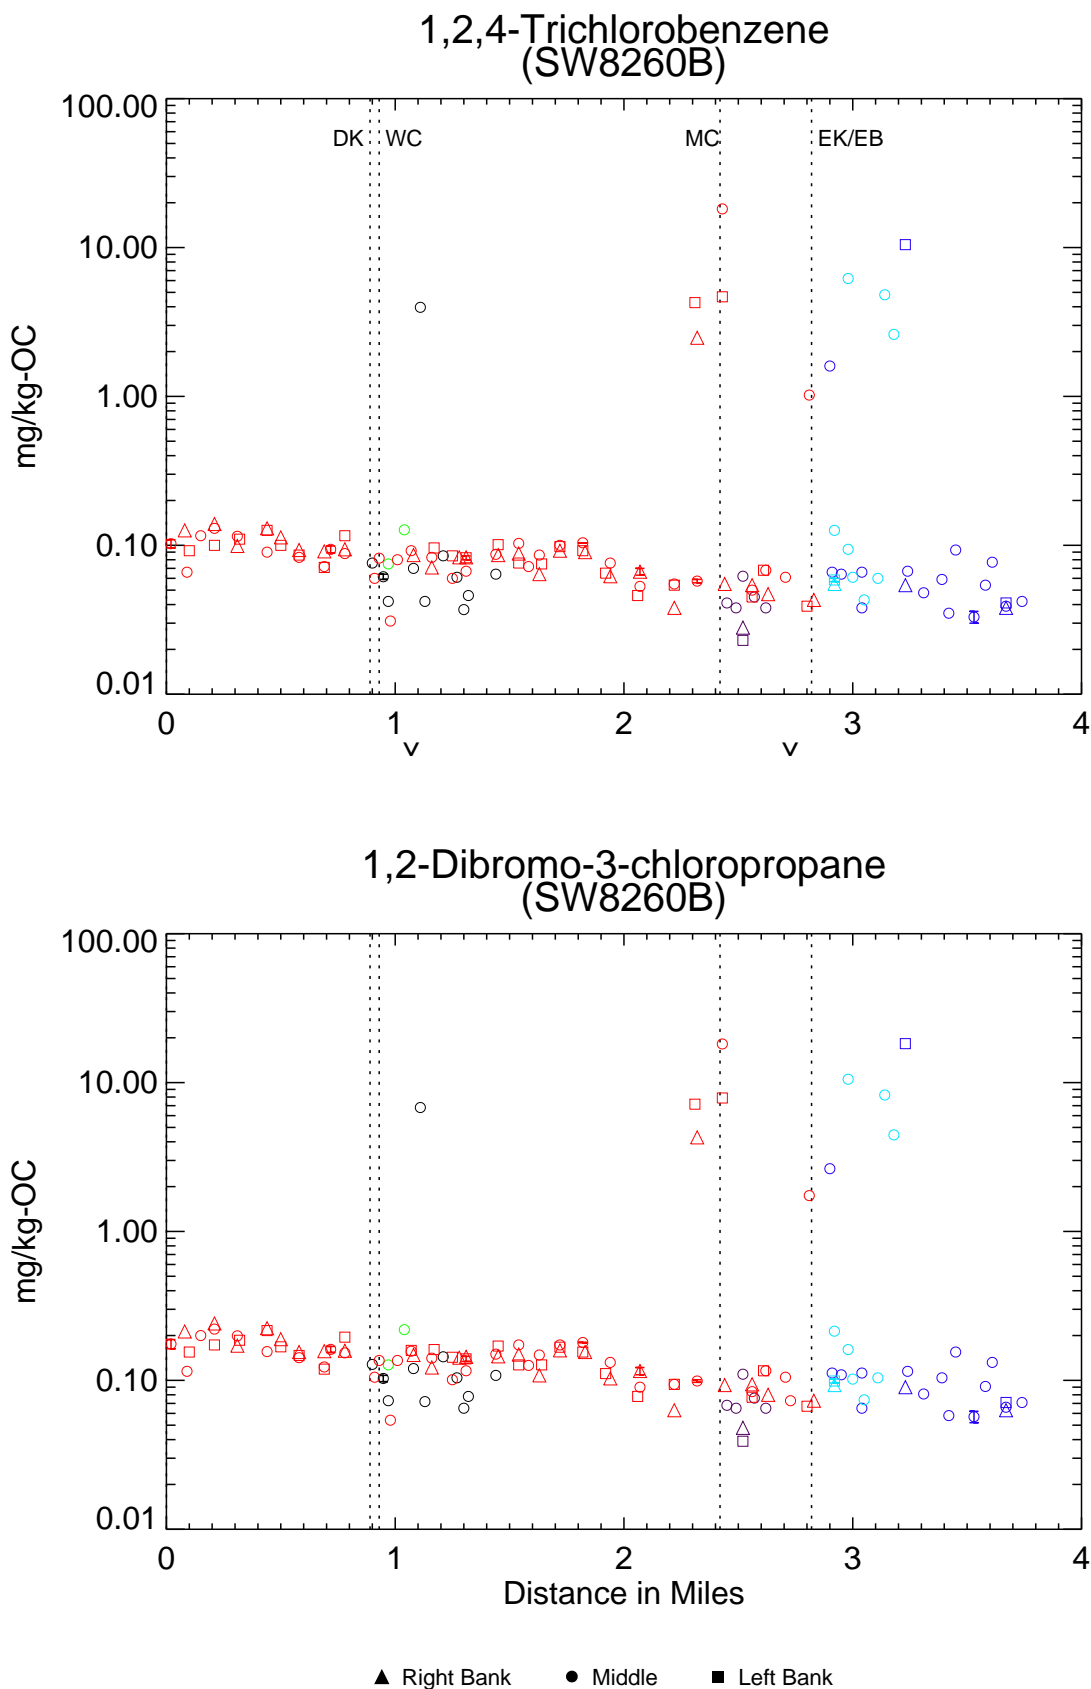 1,2,4-Trichlorobenzene
(SW8260B)
100.00
10.00
1.00
0.10
0.01
mg/kg-OC
DK WC MC EK/EB
0 1 2 3 4
v v
1,2-Dibromo-3-chloropropane
(SW8260B)
100.00
10.00
1.00
0.10
0.01
mg/kg-OC
0 1 2 3 4
Distance in Miles
Right Bank Middle Left Bank